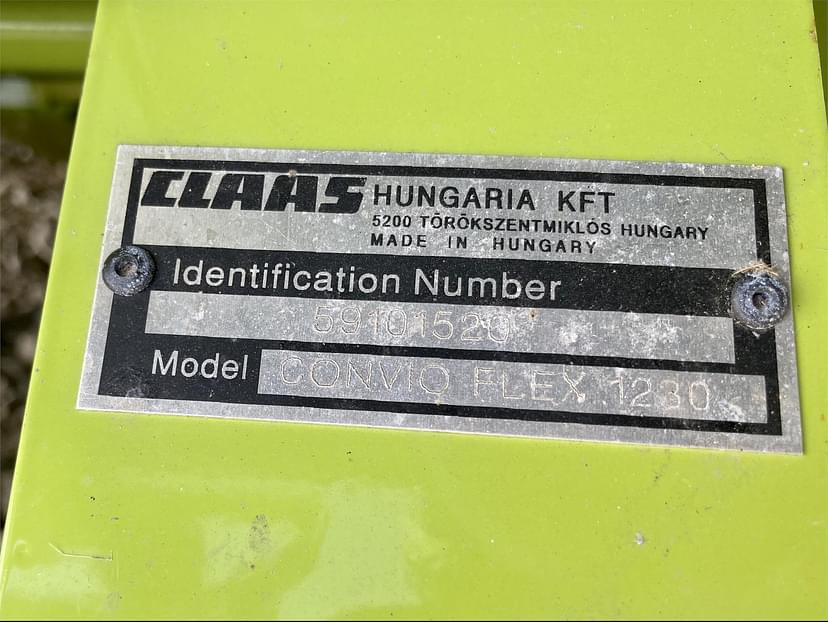 CLAAS HUNGARIA KFT
5200 TÖRÖKSZENTMIKLÓS HUNGARY
MADE IN HUNGARY
Identification Number
59101520
Model CONVIO FLEX 1230